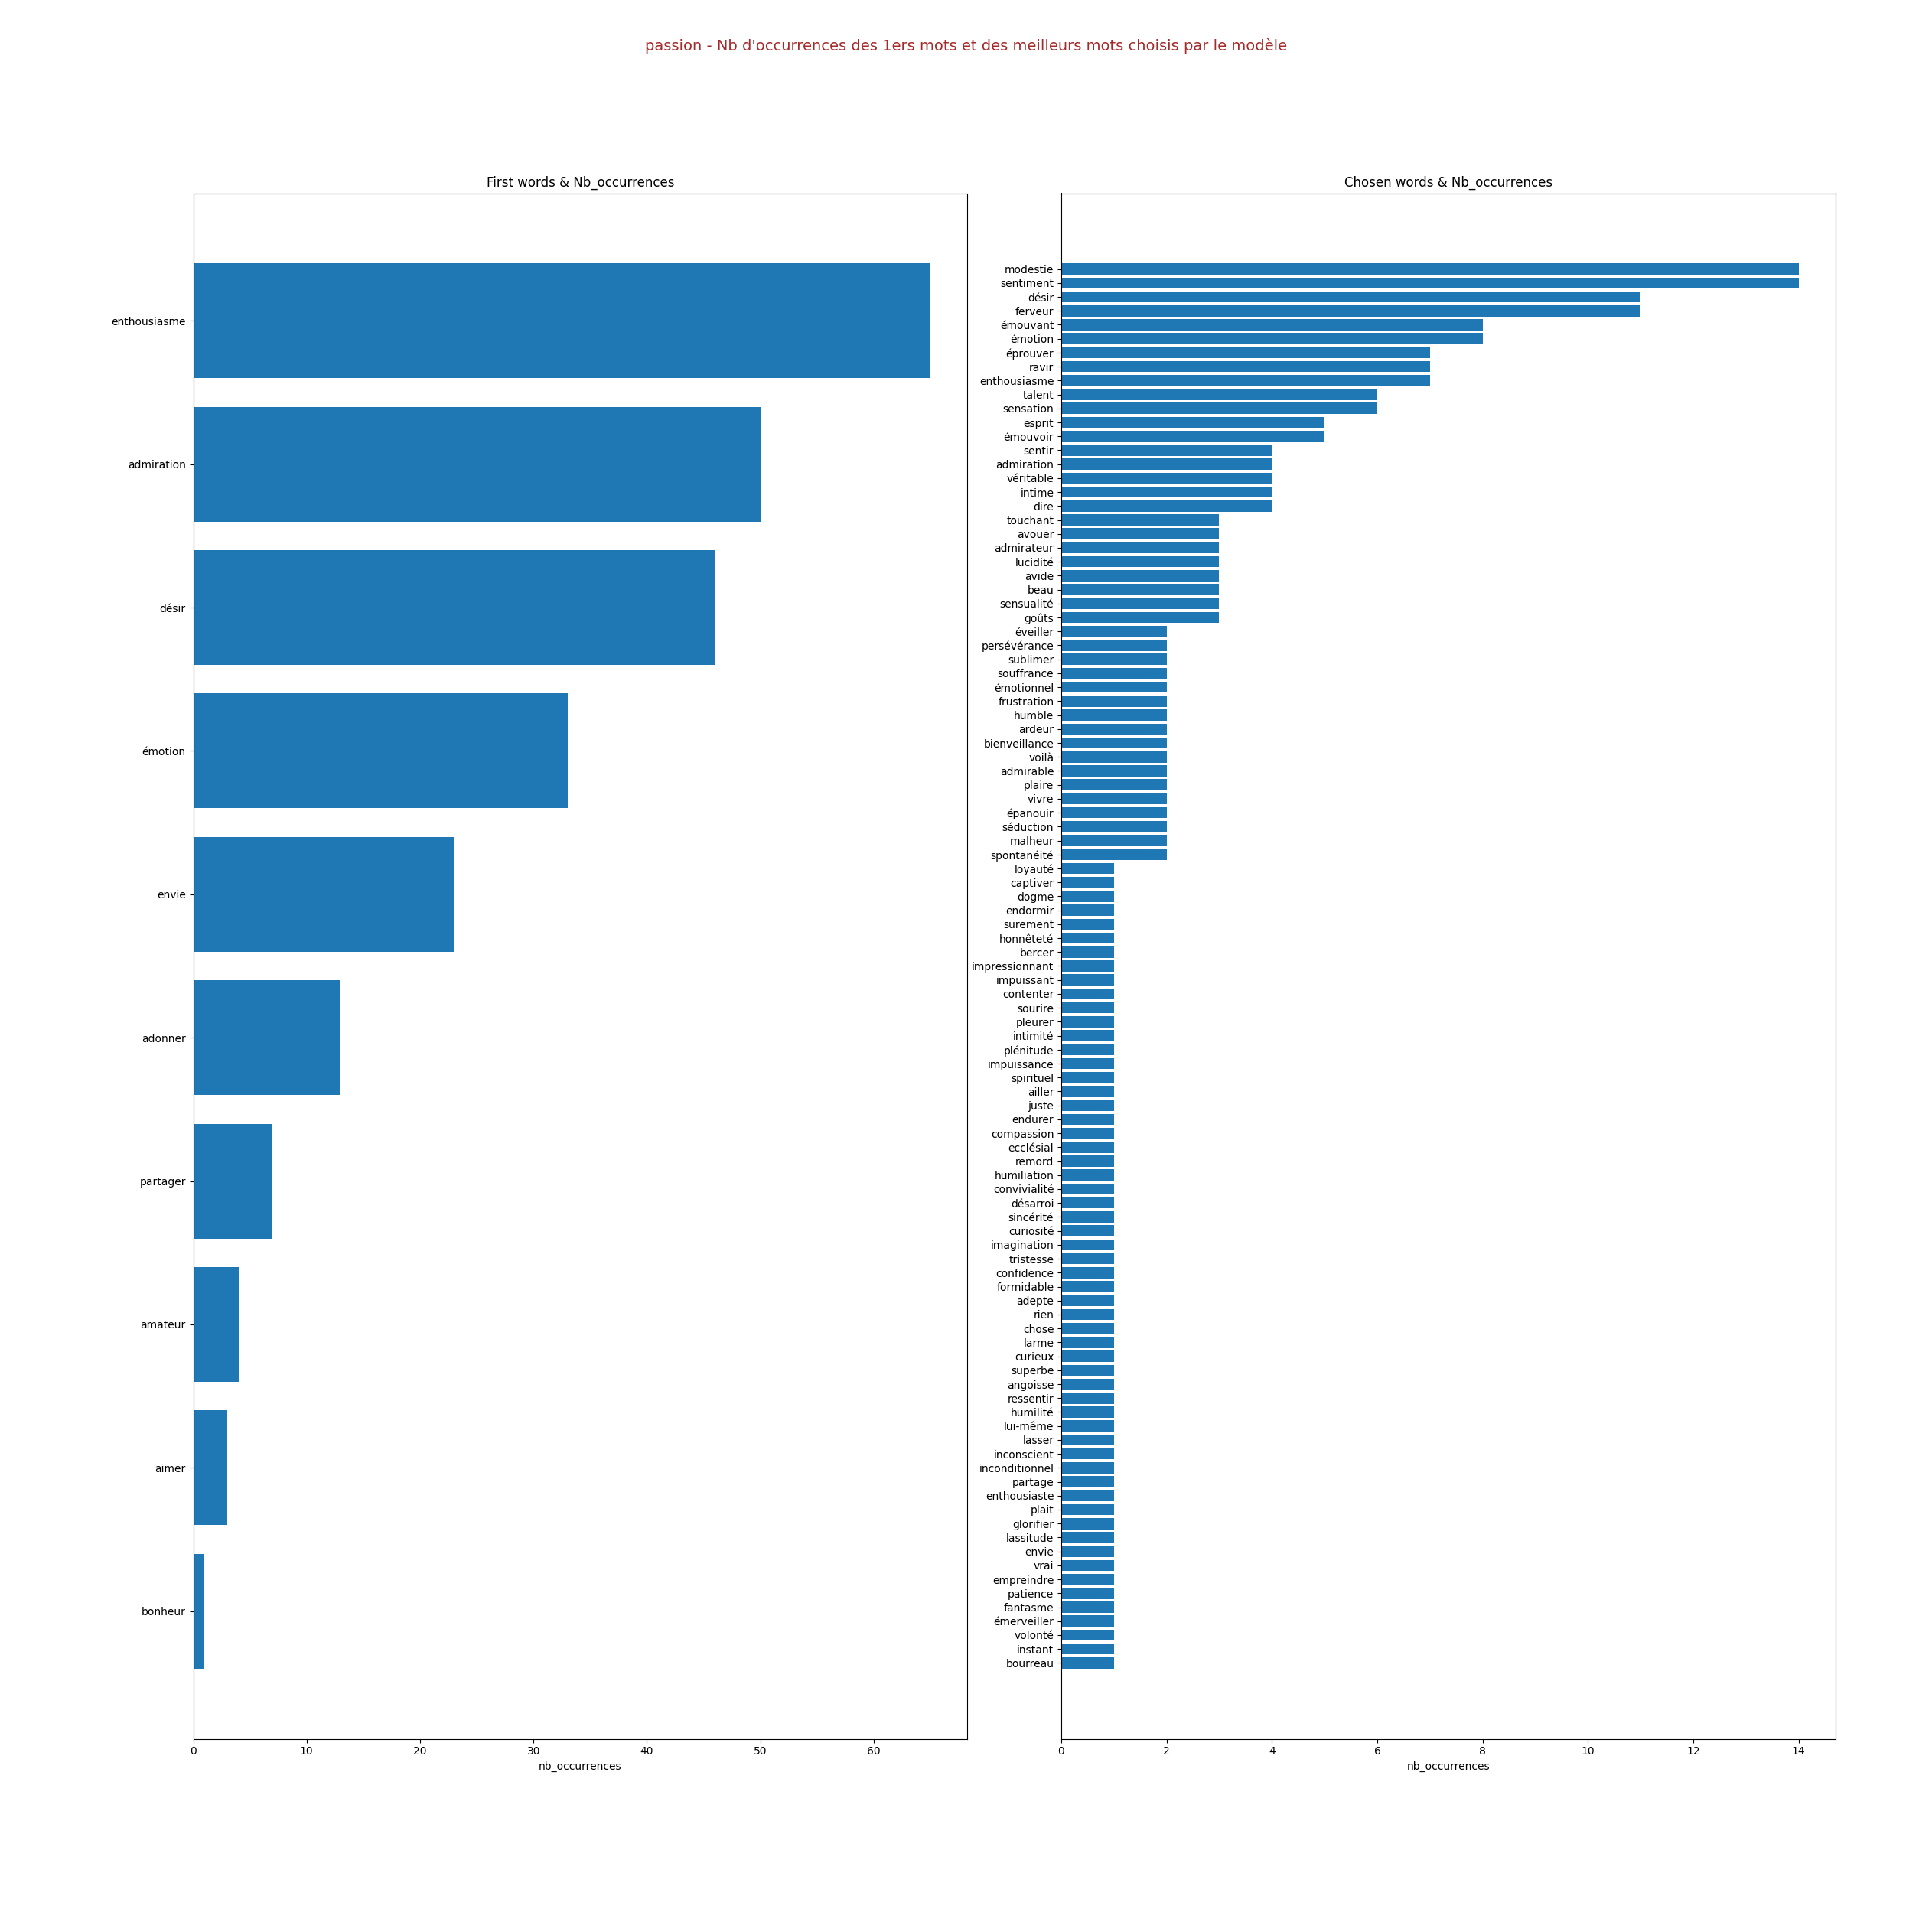 passion - Nb d'occurrences des 1ers mots et des meilleurs mots choisis par le modèle
First words & Nb_occurrences
enthousiasme
admiration
désir
émotion
envie
adonner
partager
amateur
aimer
bonheur
0 10 20 30 40 50 60
nb_occurrences
Chosen words & Nb_occurrences
modestie
sentiment
désir
ferveur
émouvant
émotion
éprouver
ravir
enthousiasme
talent
sensation
esprit
émouvoir
sentir
admiration
véritable
intime
dire
touchant
avouer
admirateur
lucidité
avide
beau
sensualité
goûts
éveiller
persévérance
sublimer
souffrance
émotionnel
frustration
humble
ardeur
bienveillance
voilà
admirable
plaire
vivre
épanouir
séduction
malheur
spontanéité
loyauté
captiver
dogme
endormir
surement
honnêteté
bercer
impressionnant
impuissant
contenter
sourire
pleurer
intimité
plénitude
impuissance
spirituel
ailler
juste
endurer
compassion
ecclésial
remord
humiliation
convivialité
désarroi
sincérité
curiosité
imagination
tristesse
confidence
formidable
adepte
rien
chose
larme
curieux
superbe
angoisse
ressentir
humilité
lui-même
lasser
inconscient
inconditionnel
partage
enthousiaste
plait
glorifier
lassitude
envie
vrai
empreindre
patience
fantasme
émerveiller
volonté
instant
bourreau
0 2 4 6 8 10 12 14
nb_occurrences